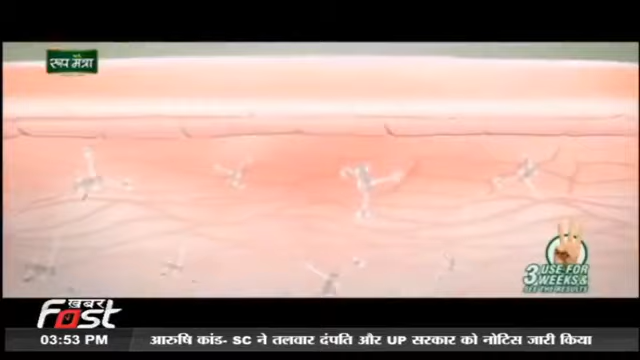 रूप मंत्रा
3 USE FOR
WEEKS &
SEE THE RESULTS
खबर
Fast
03:53 PM
आरुषि कांड- SC ने तलवार दंपति और UP सरकार को नोटिस जारी किया